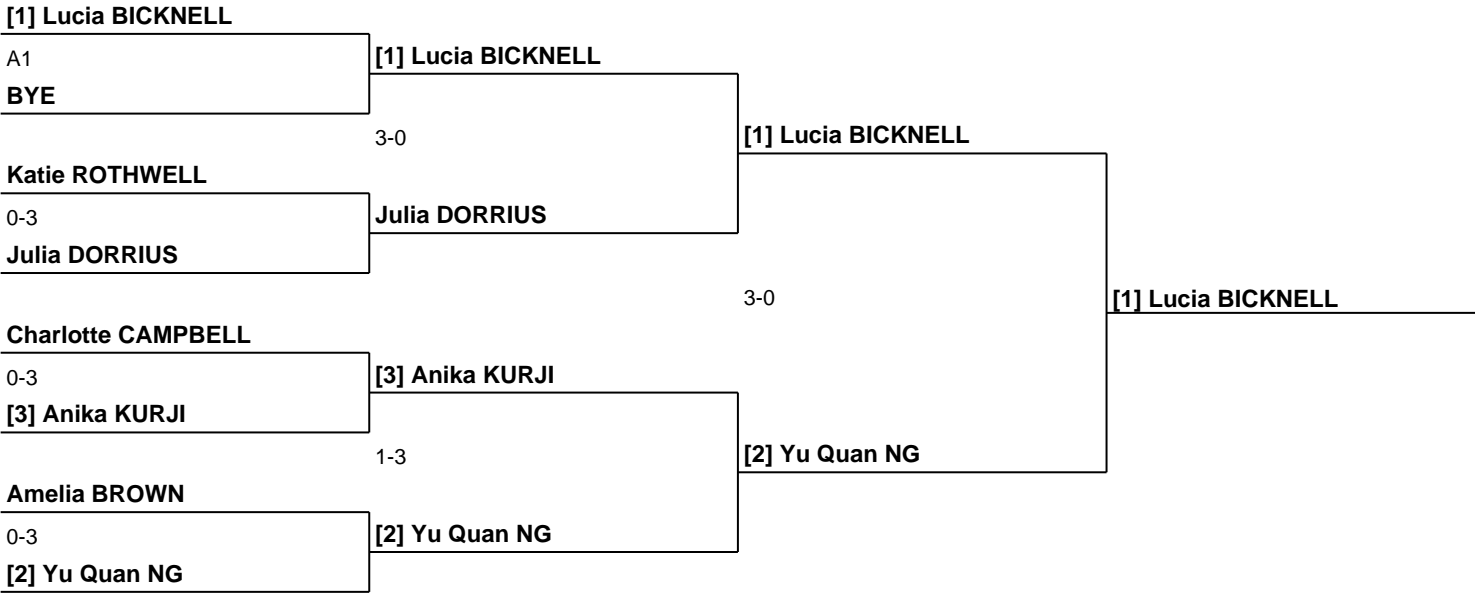 [1] Lucia BICKNELL
A1
BYE
[1] Lucia BICKNELL
3-0
[1] Lucia BICKNELL
Katie ROTHWELL
0-3
Julia DORRIUS
Julia DORRIUS
3-0
[1] Lucia BICKNELL
Charlotte CAMPBELL
0-3
[3] Anika KURJI
[3] Anika KURJI
1-3
[2] Yu Quan NG
Amelia BROWN
0-3
[2] Yu Quan NG
[2] Yu Quan NG